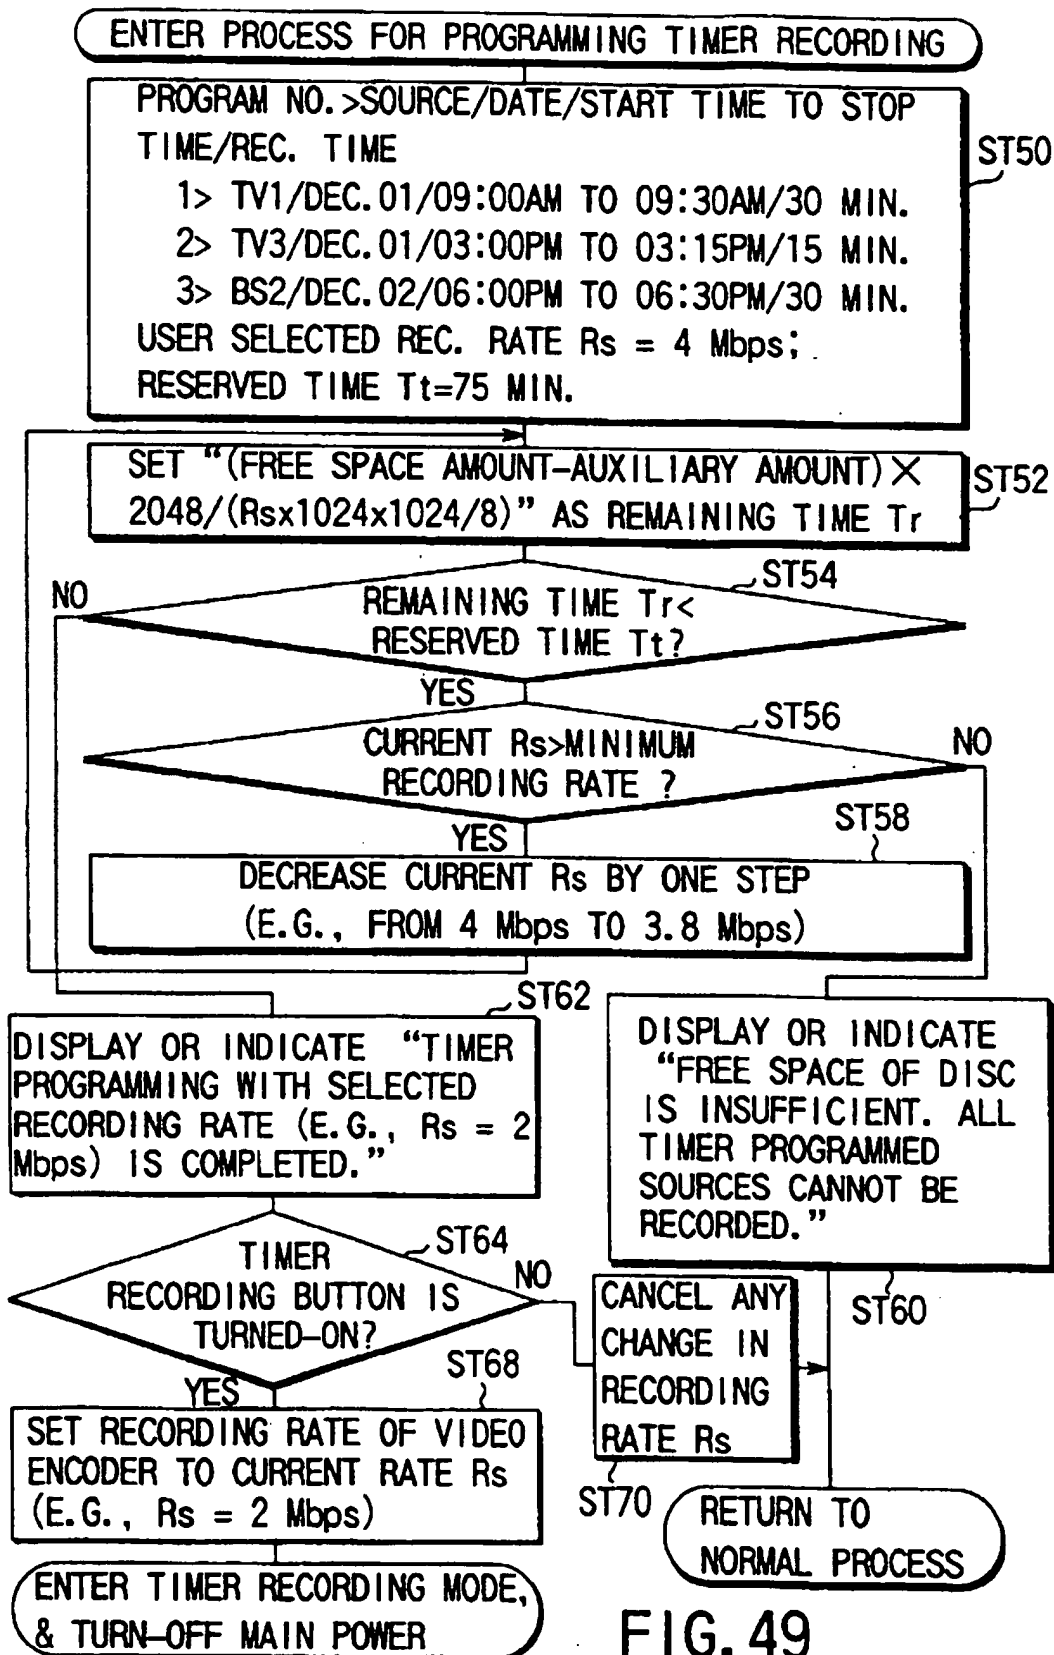 ENTER PROCESS FOR PROGRAMMING TIMER RECORDING
PROGRAM NO.>SOURCE/DATE/START TIME TO STOP
TIME/REC. TIME
1> TV1/DEC.01/09:00AM TO 09:30AM/30 MIN.
2> TV3/DEC.01/03:00PM TO 03:15PM/15 MIN.
3> BS2/DEC.02/06:00PM TO 06:30PM/30 MIN.
USER SELECTED REC. RATE Rs = 4 Mbps;
RESERVED TIME Tt=75 MIN.
ST50
SET “(FREE SPACE AMOUNT–AUXILIARY AMOUNT)×
2048/(Rsx1024x1024/8)” AS REMAINING TIME Tr
ST52
ST54
NO
REMAINING TIME Tr<
RESERVED TIME Tt?
YES
ST56
CURRENT Rs>MINIMUM
RECORDING RATE ?
NO
YES
ST58
DECREASE CURRENT Rs BY ONE STEP
(E.G., FROM 4 Mbps TO 3.8 Mbps)
ST62
DISPLAY OR INDICATE “TIMER
PROGRAMMING WITH SELECTED
RECORDING RATE (E.G., Rs = 2
Mbps) IS COMPLETED.”
DISPLAY OR INDICATE
“FREE SPACE OF DISC
IS INSUFFICIENT. ALL
TIMER PROGRAMMED
SOURCES CANNOT BE
RECORDED.”
ST60
ST64
TIMER
RECORDING BUTTON IS
TURNED–ON?
NO
YES
CANCEL ANY
CHANGE IN
RECORDING
RATE Rs
ST70
ST68
SET RECORDING RATE OF VIDEO
ENCODER TO CURRENT RATE Rs
(E.G., Rs = 2 Mbps)
RETURN TO
NORMAL PROCESS
ENTER TIMER RECORDING MODE,
& TURN–OFF MAIN POWER
FIG. 49